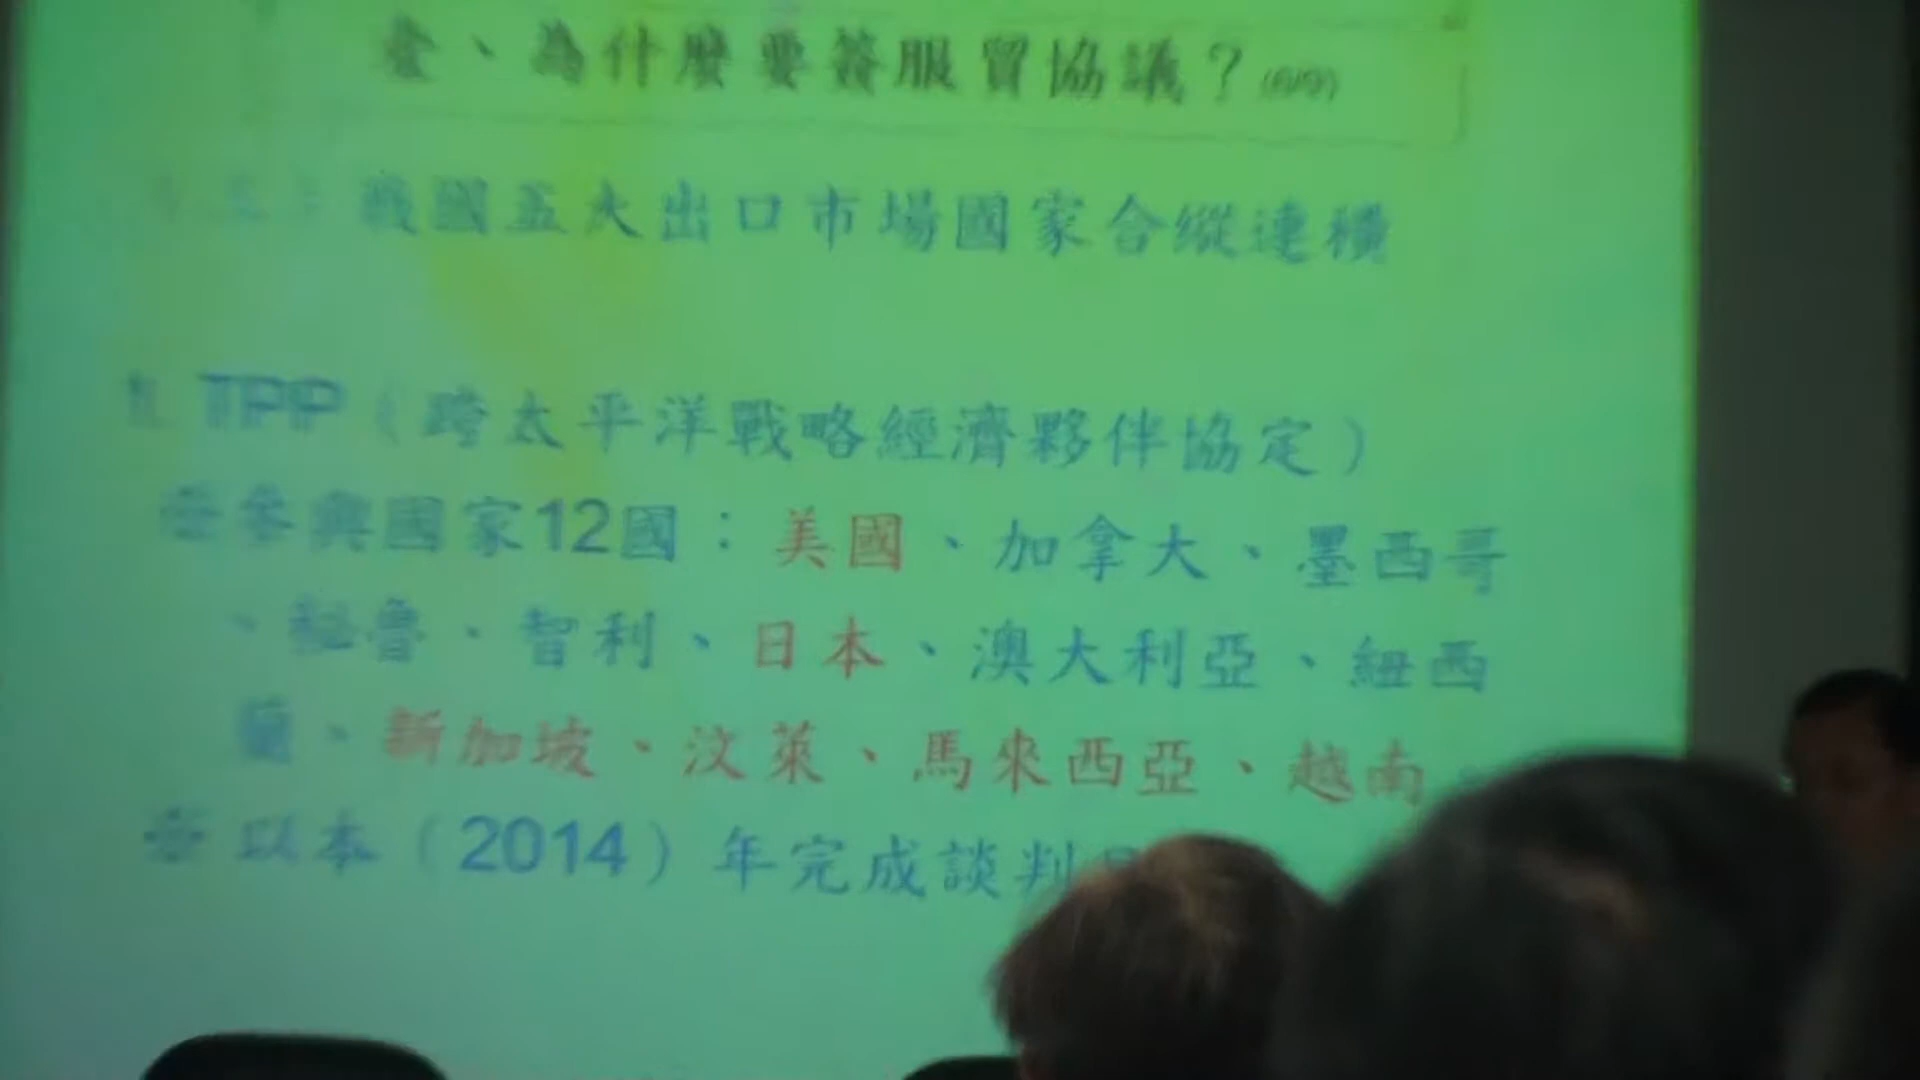 壹、為什麼要簽服貿協議？
我國五大出口市場國家合縱連橫
1. TPP（跨太平洋戰略經濟夥伴協定）
※參與國家12國：美國、加拿大、墨西哥
、秘魯、智利、日本、澳大利亞、紐西
蘭、新加坡、汶萊、馬來西亞、越南
※以本（2014）年完成談判